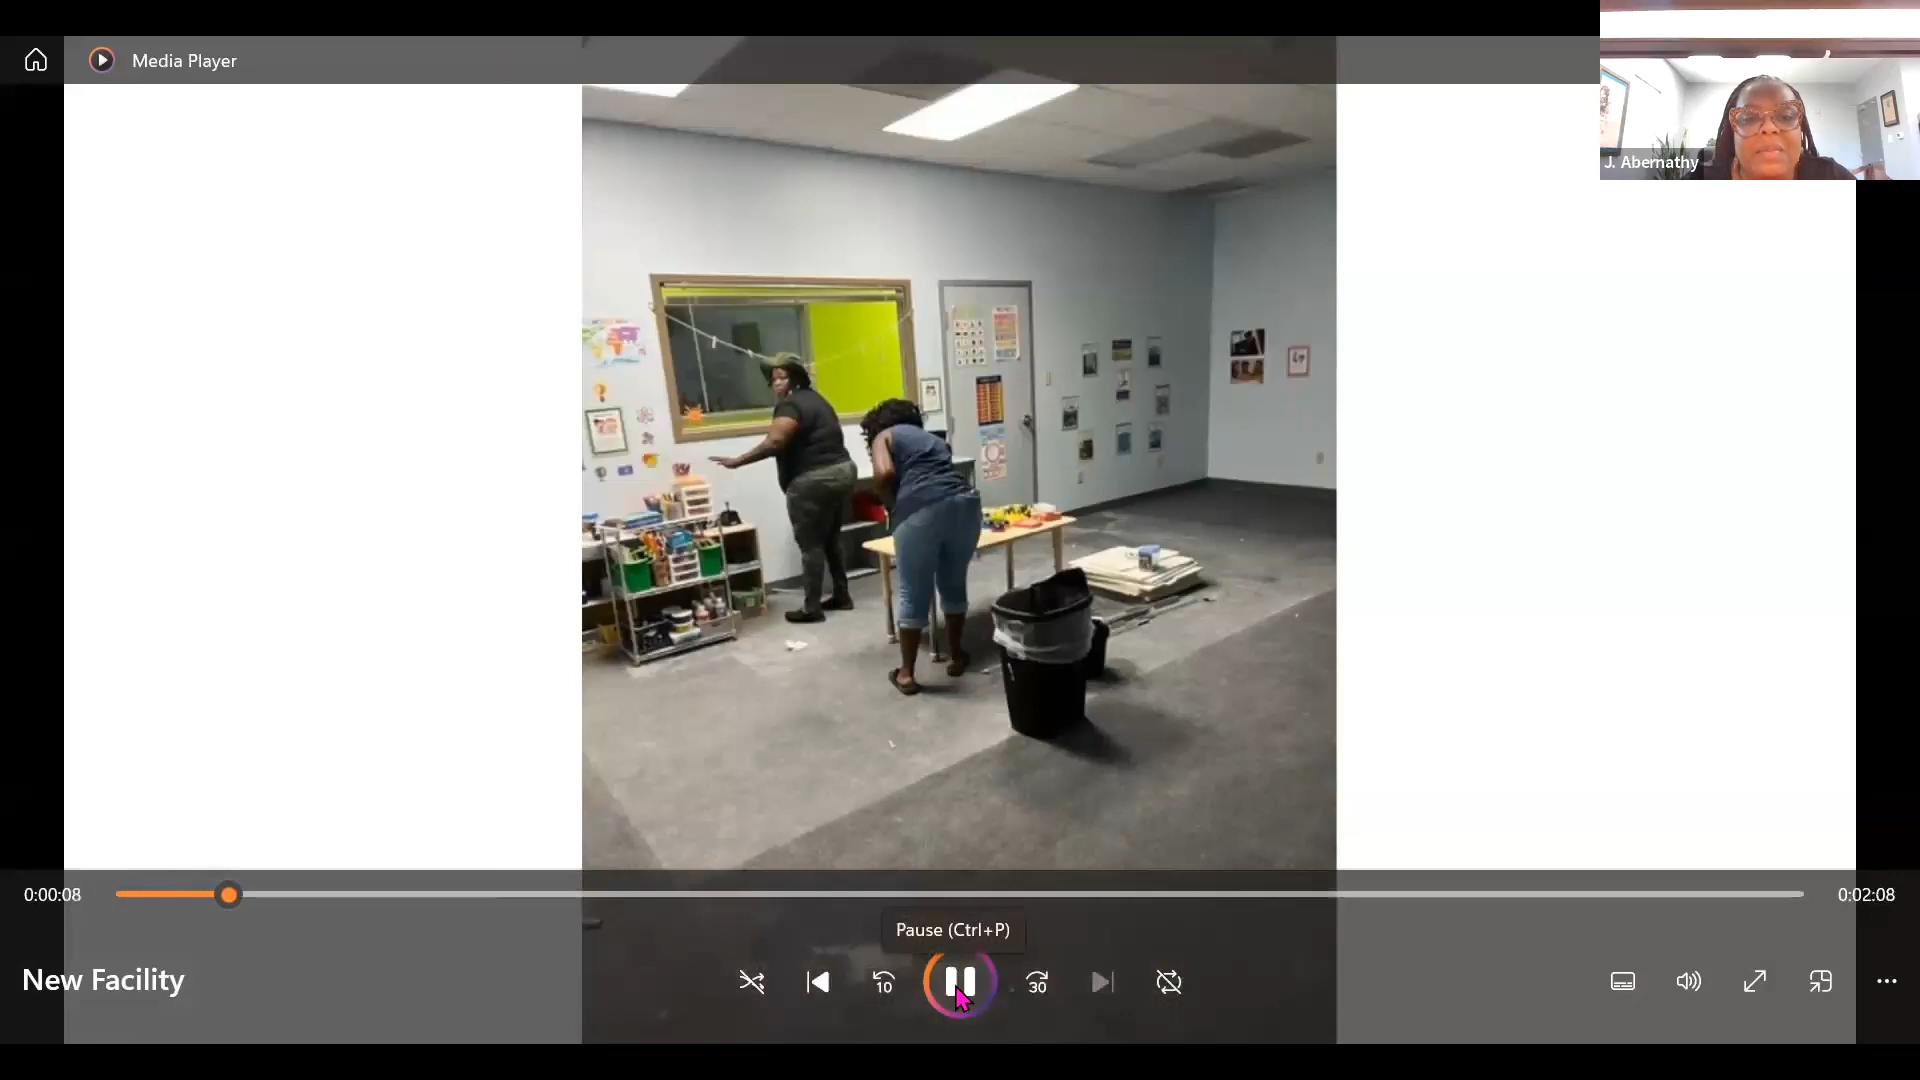 Media Player
J. Abernathy
0:00:08
0:02:08
Pause (Ctrl+P)
New Facility
10
30